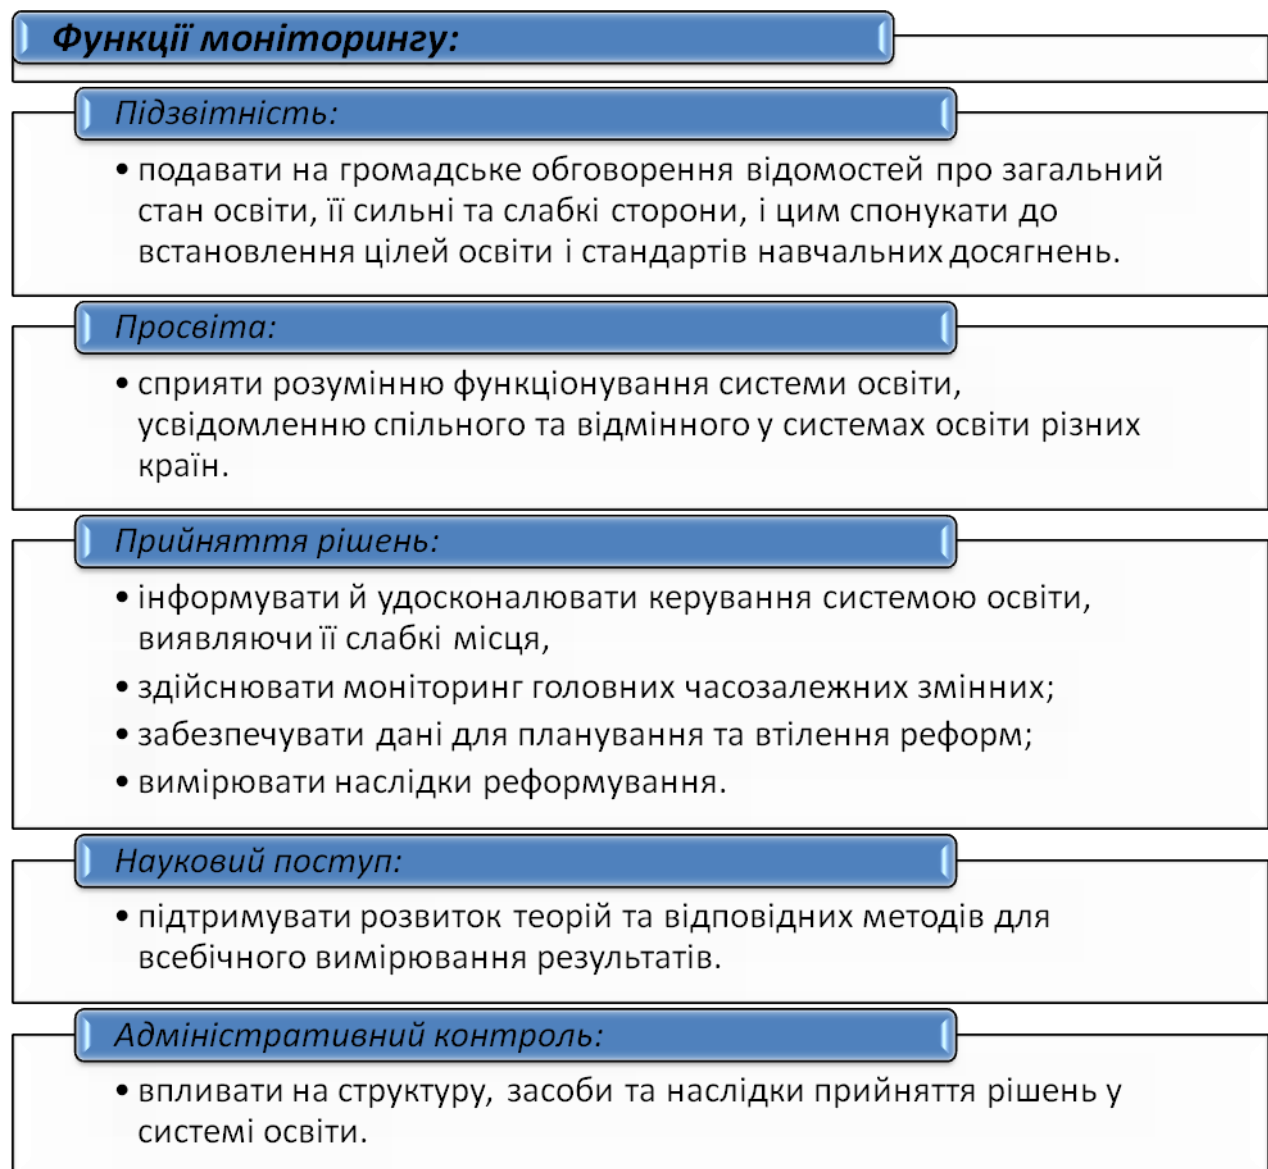 Функції моніторингу:
Підзвітність:
• подавати на громадське обговорення відомостей про загальний
стан освіти, її сильні та слабкі сторони, і цим спонукати до
встановлення цілей освіти і стандартів навчальних досягнень.
Просвіта:
• сприяти розумінню функціонування системи освіти,
усвідомленню спільного та відмінного у системах освіти різних
країн.
Прийняття рішень:
• інформувати й удосконалювати керування системою освіти,
виявляючи її слабкі місця,
• здійснювати моніторинг головних часозалежних змінних;
• забезпечувати дані для планування та втілення реформ;
• вимірювати наслідки реформування.
Науковий поступ:
• підтримувати розвиток теорій та відповідних методів для
всебічного вимірювання результатів.
Адміністративний контроль:
• впливати на структуру, засоби та наслідки прийняття рішень у
системі освіти.